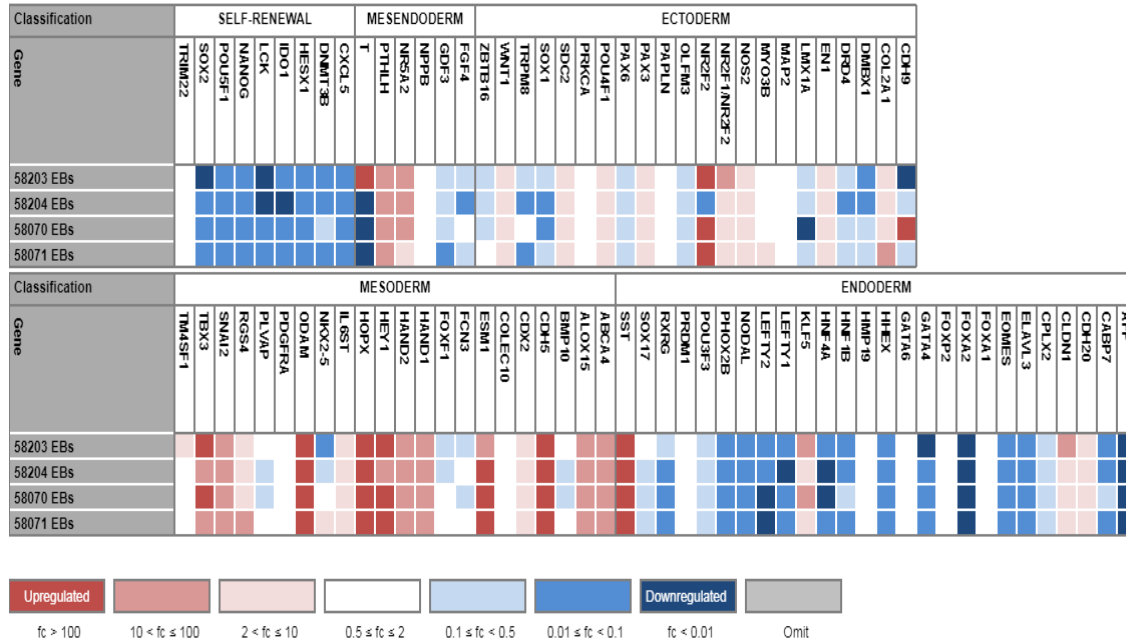 Classification SELF-RENEWAL MESENDODERM ECTODERM
Gene
TRIM22
SOX2
POU5F1
NANOG
LCK
IDO1
HESX1
DNMT3B
CXCL5
T
PTHLH
NR5A2
NPPB
GDF3
FGF4
ZBTB16
WNT1
TRPM8
SOX1
SDC2
PRKCA
POU4F1
PAX6
PAX3
PAPLN
OLFM3
NR2F2
NR2F1/NR2F2
NOS2
MYO3B
MAP2
LMX1A
EN1
DRD4
DMBX1
COL2A1
CDH9
58203 EBs
58204 EBs
58070 EBs
58071 EBs
Classification MESODERM ENDODERM
Gene
TM4SF1
TBX3
SNAI2
RGS4
PLVAP
PDGFRA
ODAM
NKX2-5
IL6ST
HOPX
HEY1
HAND2
HAND1
FOXF1
FCN3
ESM1
COLEC10
CDX2
CDH5
BMP10
ALOX15
ABCA4
SST
SOX17
RXRG
PRDM1
POU3F3
PHOX2B
NODAL
LEFTY2
LEFTY1
KLF5
HNF4A
HNF1B
HMP19
HHEX
GATA6
GATA4
FOXP2
FOXA2
FOXA1
EOMES
ELAVL3
CPLX2
CLDN1
CDH20
CABP7
58203 EBs
58204 EBs
58070 EBs
58071 EBs
Upregulated Downregulated
fc > 100 10 < fc ≤ 100 2 < fc ≤ 10 0.5 ≤ fc ≤ 2 0.1 ≤ fc < 0.5 0.01 ≤ fc < 0.1 fc < 0.01 Omit